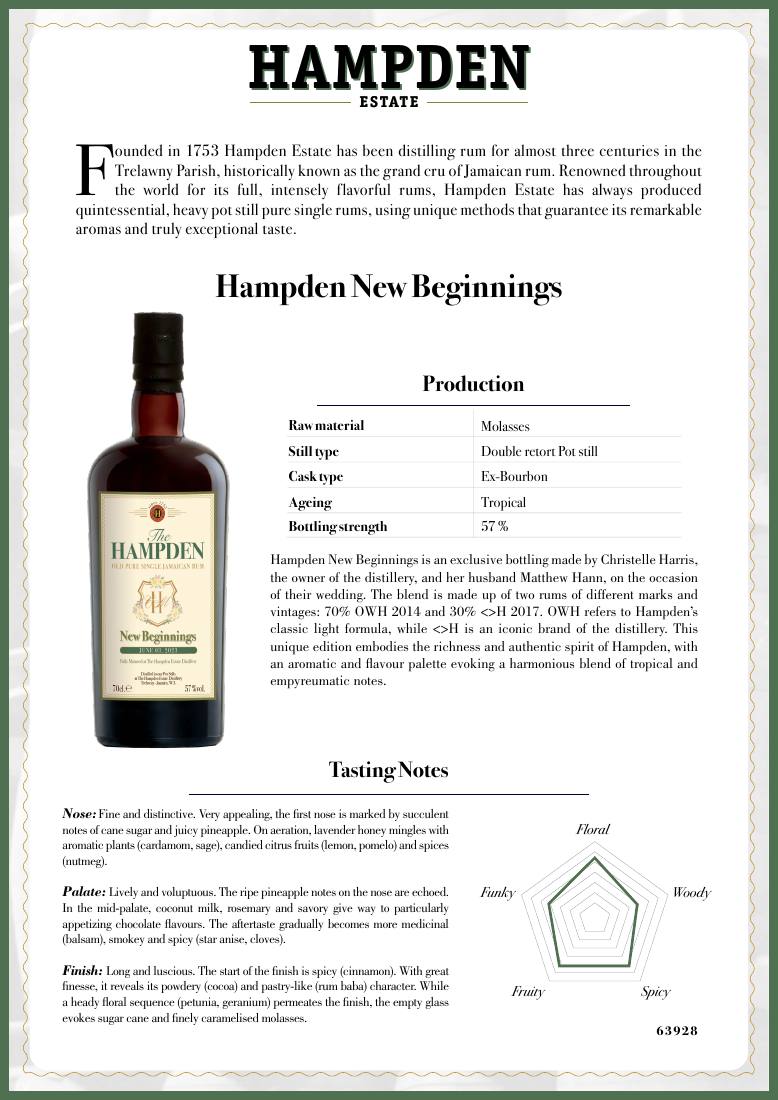 HAMPDEN
ESTATE
Founded in 1753 Hampden Estate has been distilling rum for almost three centuries in the
Trelawny Parish, historically known as the grand cru of Jamaican rum. Renowned throughout
the world for its full, intensely flavorful rums, Hampden Estate has always produced
quintessential, heavy pot still pure single rums, using unique methods that guarantee its remarkable
aromas and truly exceptional taste.
Hampden New Beginnings
The
HAMPDEN
OLD PURE SINGLE JAMAICAN RUM
H
New Beginnings
JUNE 03, 2023
Fully Matured at The Hampden Estate Distillery
70cl. e 57%vol.
Production
Raw material Molasses
Still type Double retort Pot still
Cask type Ex-Bourbon
Ageing Tropical
Bottling strength 57 %
Hampden New Beginnings is an exclusive bottling made by Christelle Harris,
the owner of the distillery, and her husband Matthew Hann, on the occasion
of their wedding. The blend is made up of two rums of different marks and
vintages: 70% OWH 2014 and 30% <>H 2017. OWH refers to Hampden's
classic light formula, while <>H is an iconic brand of the distillery. This
unique edition embodies the richness and authentic spirit of Hampden, with
an aromatic and flavour palette evoking a harmonious blend of tropical and
empyreumatic notes.
Tasting Notes
Nose: Fine and distinctive. Very appealing, the first nose is marked by succulent
notes of cane sugar and juicy pineapple. On aeration, lavender honey mingles with
aromatic plants (cardamom, sage), candied citrus fruits (lemon, pomelo) and spices
(nutmeg).
Palate: Lively and voluptuous. The ripe pineapple notes on the nose are echoed.
In the mid-palate, coconut milk, rosemary and savory give way to particularly
appetizing chocolate flavours. The aftertaste gradually becomes more medicinal
(balsam), smokey and spicy (star anise, cloves).
Finish: Long and luscious. The start of the finish is spicy (cinnamon). With great
finesse, it reveals its powdery (cocoa) and pastry-like (rum baba) character. While
a heady floral sequence (petunia, geranium) permeates the finish, the empty glass
evokes sugar cane and finely caramelised molasses.
Floral
Funky
Woody
Fruity
Spicy
63928